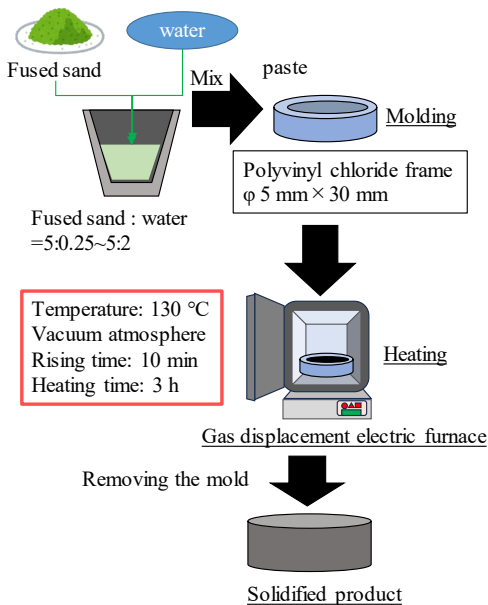 Fused sand
water
Mix
paste
Molding
Polyvinyl chloride frame
φ 5 mm × 30 mm
Fused sand : water
=5:0.25~5:2
Temperature: 130 °C
Vacuum atmosphere
Rising time: 10 min
Heating time: 3 h
Heating
Gas displacement electric furnace
Removing the mold
Solidified product